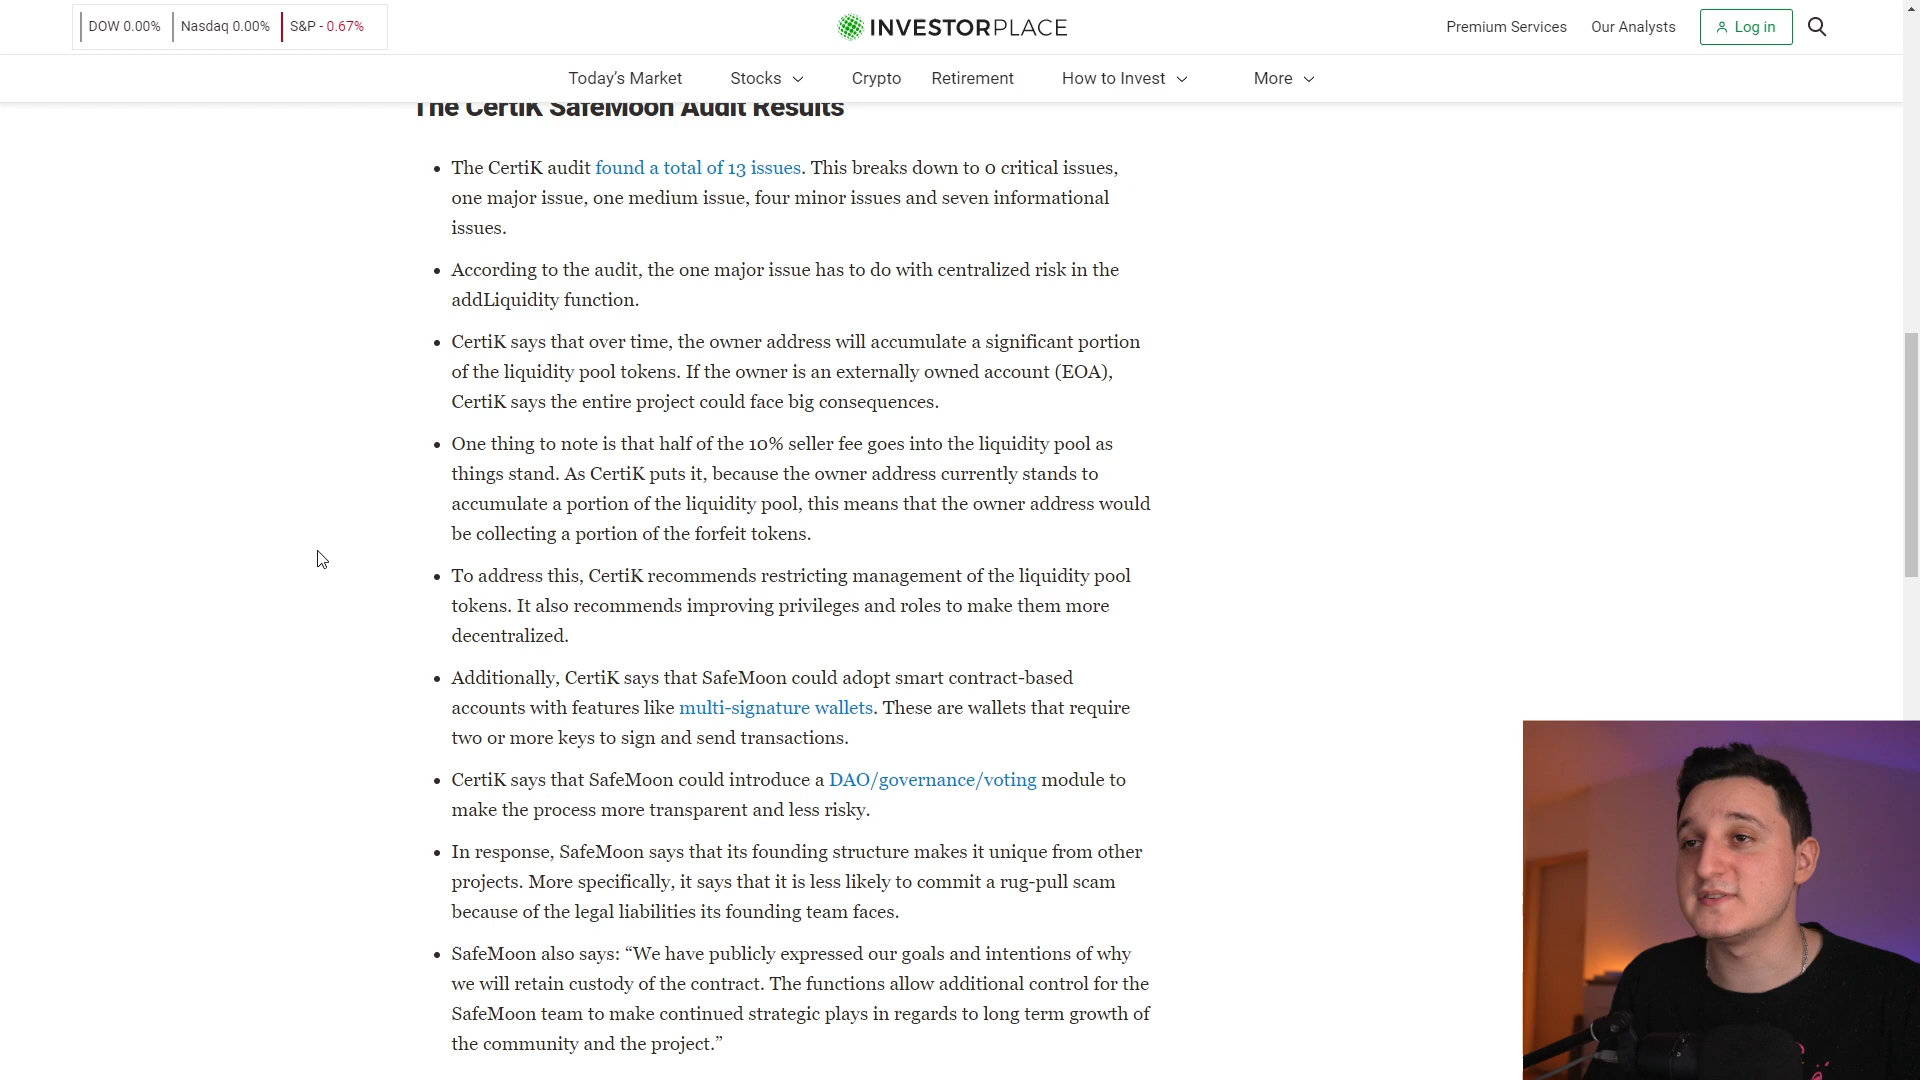 DOW 0.00% Nasdaq 0.00% S&P - 0.67%
INVESTORPLACE
Premium Services Our Analysts Log in
Today’s Market Stocks Crypto Retirement How to Invest More
The CertiK SafeMoon Audit Results
• The CertiK audit found a total of 13 issues. This breaks down to 0 critical issues,
one major issue, one medium issue, four minor issues and seven informational
issues.
• According to the audit, the one major issue has to do with centralized risk in the
addLiquidity function.
• CertiK says that over time, the owner address will accumulate a significant portion
of the liquidity pool tokens. If the owner is an externally owned account (EOA),
CertiK says the entire project could face big consequences.
• One thing to note is that half of the 10% seller fee goes into the liquidity pool as
things stand. As CertiK puts it, because the owner address currently stands to
accumulate a portion of the liquidity pool, this means that the owner address would
be collecting a portion of the forfeit tokens.
• To address this, CertiK recommends restricting management of the liquidity pool
tokens. It also recommends improving privileges and roles to make them more
decentralized.
• Additionally, CertiK says that SafeMoon could adopt smart contract-based
accounts with features like multi-signature wallets. These are wallets that require
two or more keys to sign and send transactions.
• CertiK says that SafeMoon could introduce a DAO/governance/voting module to
make the process more transparent and less risky.
• In response, SafeMoon says that its founding structure makes it unique from other
projects. More specifically, it says that it is less likely to commit a rug-pull scam
because of the legal liabilities its founding team faces.
• SafeMoon also says: “We have publicly expressed our goals and intentions of why
we will retain custody of the contract. The functions allow additional control for the
SafeMoon team to make continued strategic plays in regards to long term growth of
the community and the project.”